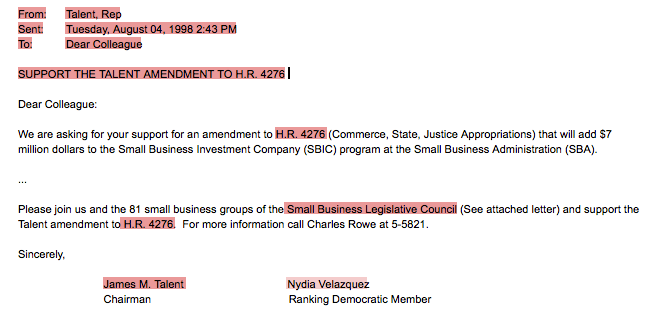 From: Talent, Rep
Sent: Tuesday, August 04, 1998 2:43 PM
To: Dear Colleague
SUPPORT THE TALENT AMENDMENT TO H.R. 4276
Dear Colleague:
We are asking for your support for an amendment to H.R. 4276 (Commerce, State, Justice Appropriations) that will add $7
million dollars to the Small Business Investment Company (SBIC) program at the Small Business Administration (SBA).
...
Please join us and the 81 small business groups of the Small Business Legislative Council (See attached letter) and support the
Talent amendment to H.R. 4276. For more information call Charles Rowe at 5-5821.
Sincerely,
James M. Talent Nydia Velazquez
Chairman Ranking Democratic Member